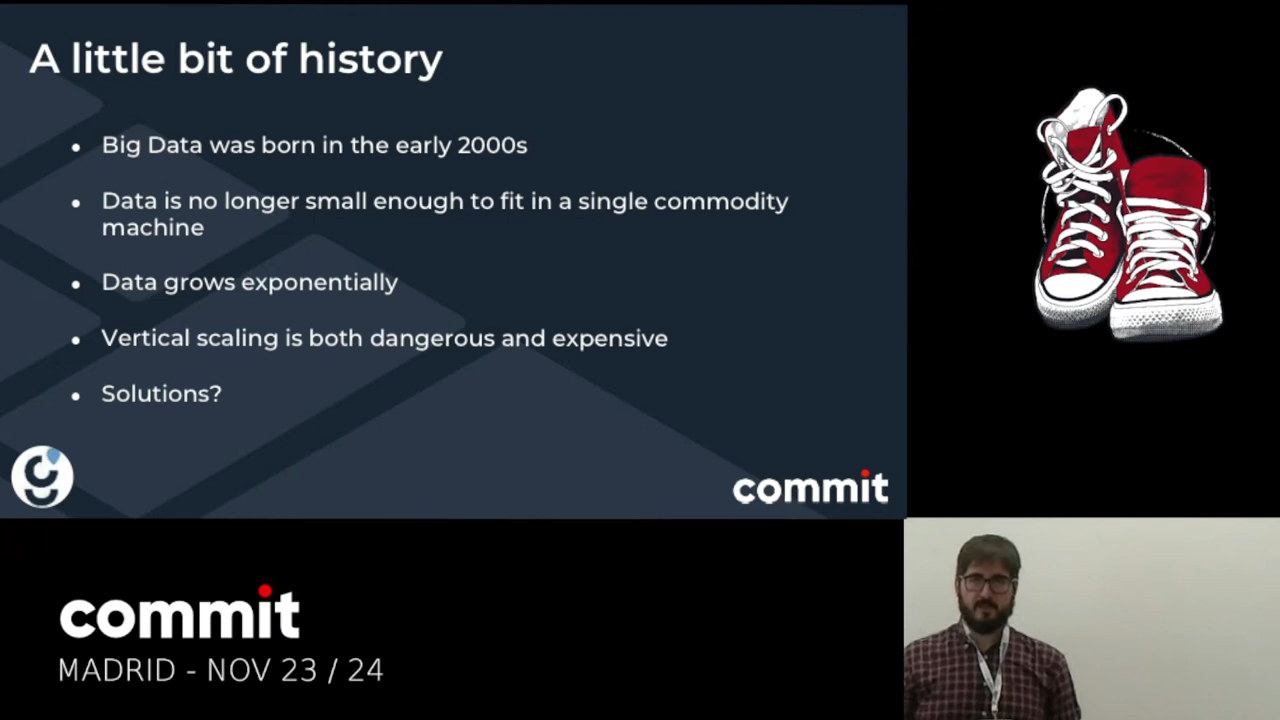 A little bit of history
• Big Data was born in the early 2000s
• Data is no longer small enough to fit in a single commodity
machine
• Data grows exponentially
• Vertical scaling is both dangerous and expensive
• Solutions?
commit
commit
MADRID - NOV 23 / 24